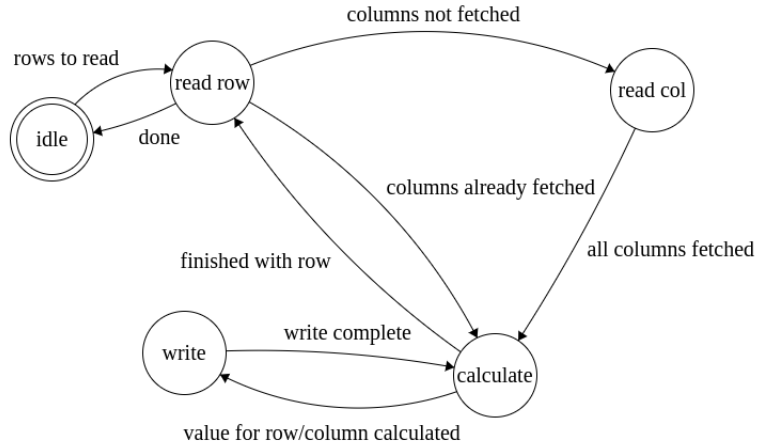 columns not fetched
rows to read
read row
read col
idle
done
columns already fetched
all columns fetched
finished with row
write complete
write
calculate
value for row/column calculated